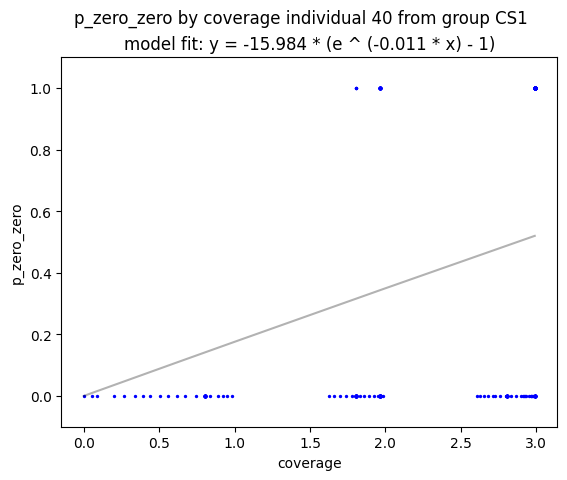 p_zero_zero by coverage individual 40 from group CS1
model fit: y = -15.984 * (e ^ (-0.011 * x) - 1)
1.0
0.8
0.6
0.4
0.2
0.0
p_zero_zero
0.0 0.5 1.0 1.5 2.0 2.5 3.0
coverage